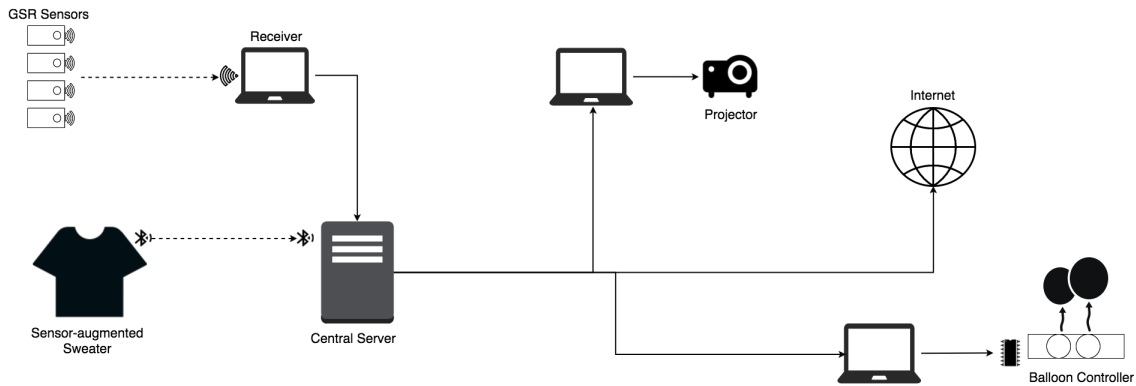 GSR Sensors
Receiver
Projector
Internet
Sensor-augmented
Sweater
Central Server
Balloon Controller